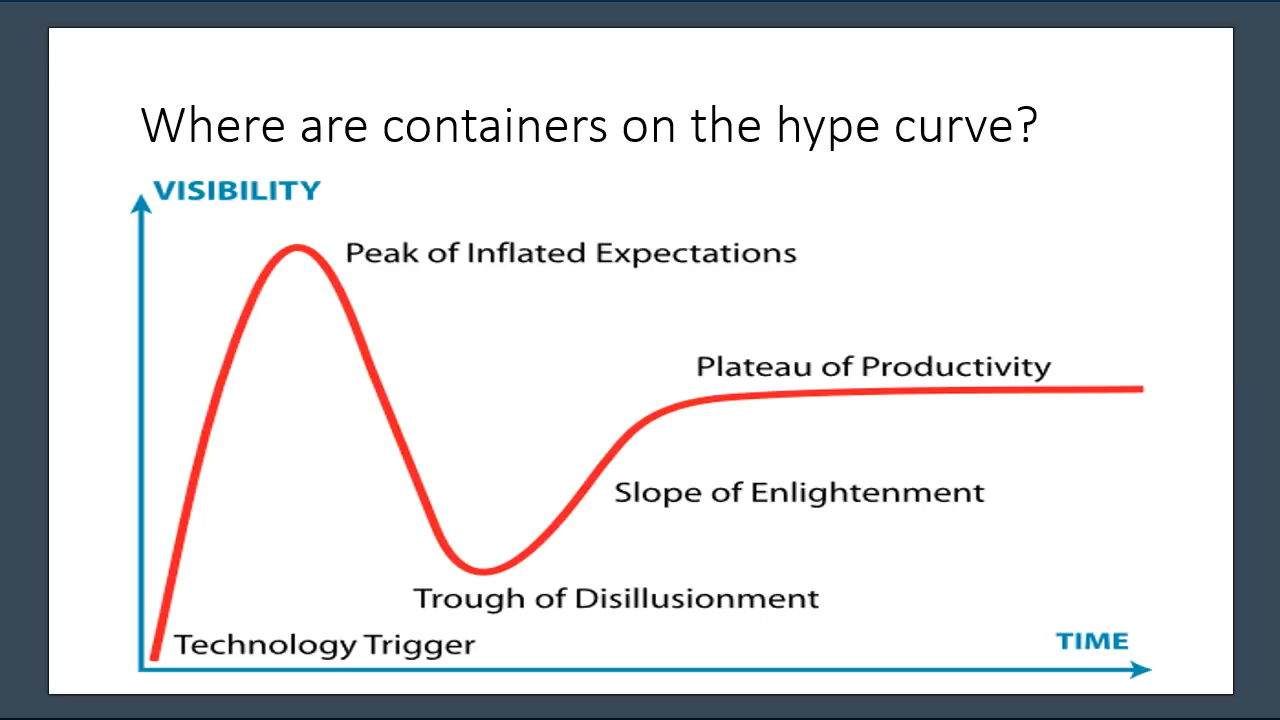 Where are containers on the hype curve?
VISIBILITY
Peak of Inflated Expectations
Plateau of Productivity
Slope of Enlightenment
Trough of Disillusionment
Technology Trigger
TIME